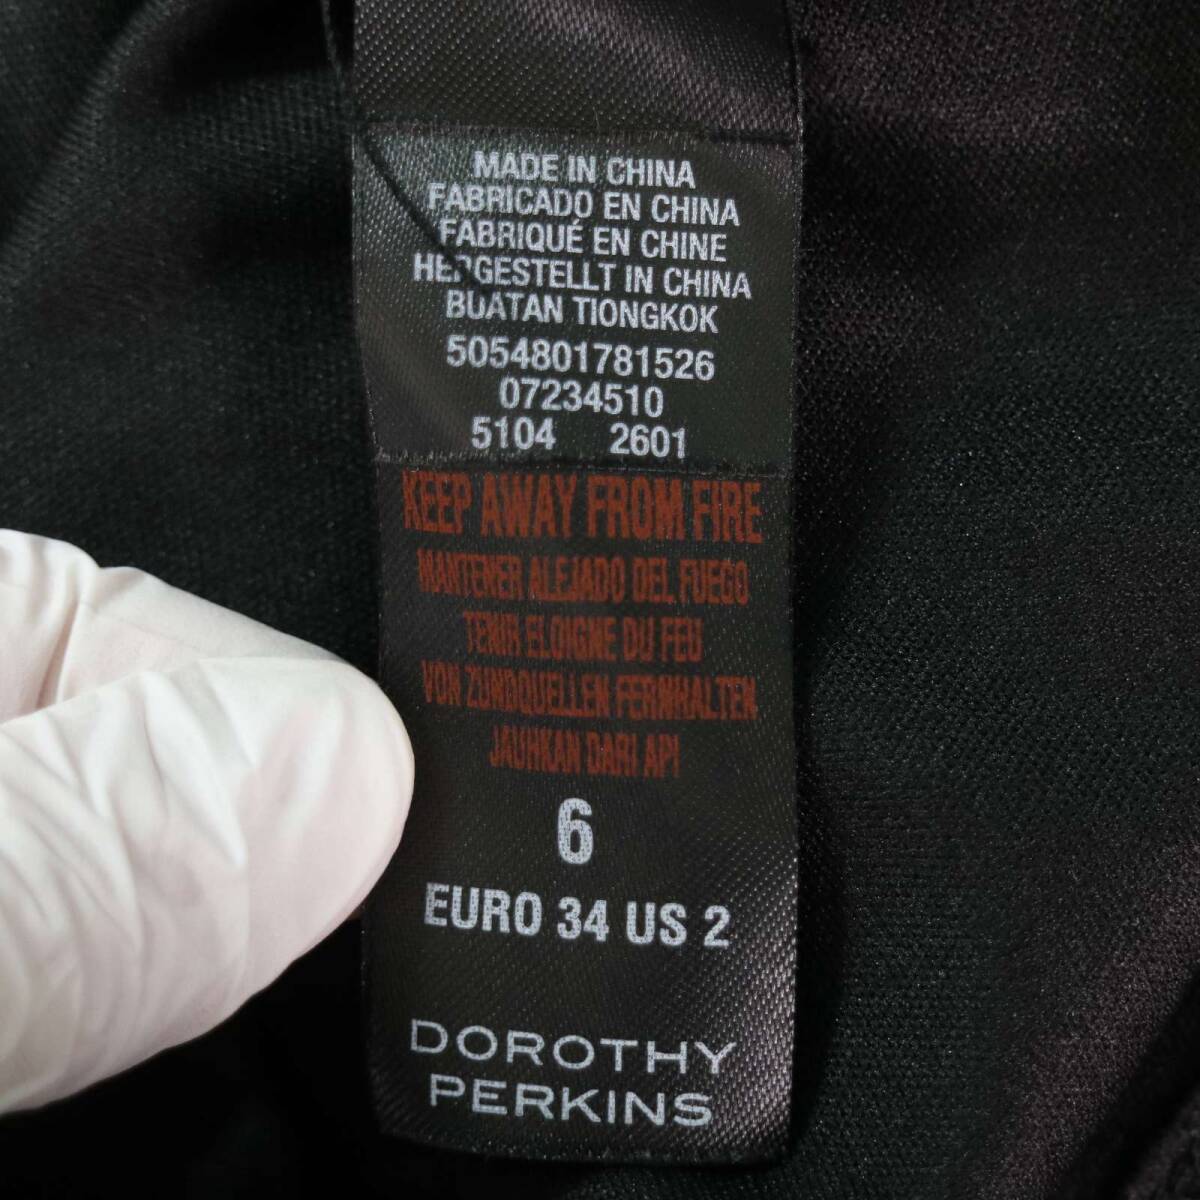 MADE IN CHINA
FABRICADO EN CHINA
FABRIQUÉ EN CHINE
HERGESTELLT IN CHINA
BUATAN TIONGKOK
5054801781526
07234510
5104 2601
KEEP AWAY FROM FIRE
MANTENER ALEJADO DEL FUEGO
TENIR ELOIGNE DU FEU
VON ZUNDQUELLEN FERNHALTEN
JAUHKAN DARI API
6
EURO 34 US 2
DOROTHY
PERKINS